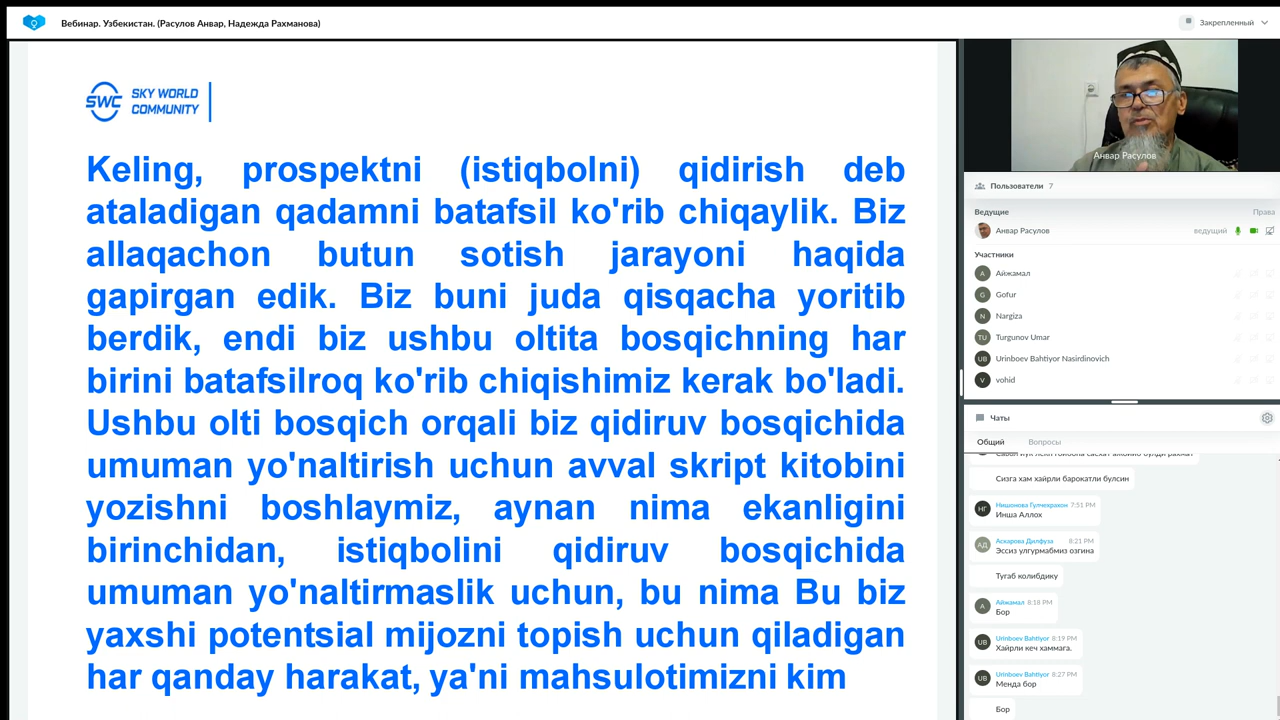 Вебинар. Узбекистан. (Расулов Анвар, Надежда Рахманова)
Закрепленный
SWC
SKY WORLD
COMMUNITY
Keling, prospektni (istiqbolni) qidirish deb
ataladigan qadamni batafsil ko'rib chiqaylik. Biz
allaqachon butun sotish jarayoni haqida
gapirgan edik. Biz buni juda qisqacha yoritib
berdik, endi biz ushbu oltita bosqichning har
birini batafsilroq ko'rib chiqishimiz kerak bo'ladi.
Ushbu olti bosqich orqali biz qidiruv bosqichida
umuman yo'naltirish uchun avval skript kitobini
yozishni boshlaymiz, aynan nima ekanligini
birinchidan, istiqbolini qidiruv bosqichida
umuman yo'naltirmaslik uchun, bu nima Bu biz
yaxshi potentsial mijozni topish uchun qiladigan
har qanday harakat, ya'ni mahsulotimizni kim
Анвар Расулов
Пользователи 7
Ведущие Права
Анвар Расулов ведущий
Участники
A Айжамал
G Gofur
N Nargiza
TU Turgunov Umar
UB Urinboev Bahtiyor Nasirdinovich
V vohid
Чаты
Общий Вопросы
Сизга хам хайрли барокатли булсин
НГ Нишонова Гулчехрахон 7:51 PM
Инша Аллох
АД Аскарова Дилфуза 8:21 PM
Эссиз улгурмабмиз озгина
Тугаб колибдику
А Айжамал 8:18 PM
Бор
UB Urinboev Bahtiyor 8:19 PM
Хайрли кеч хаммага.
UB Urinboev Bahtiyor 8:27 PM
Менда бор
Бор